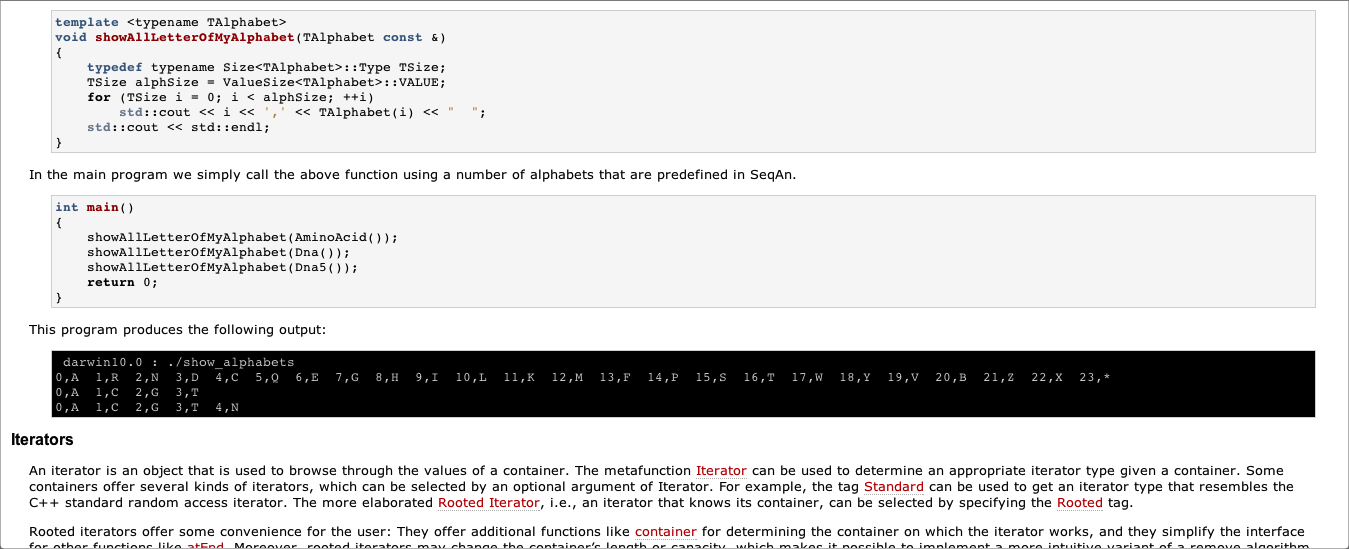 template <typename TAlphabet>
void showAllLetterOfMyAlphabet(TAlphabet const &)
{
    typedef typename Size<TAlphabet>::Type TSize;
    TSize alphSize = ValueSize<TAlphabet>::VALUE;
    for (TSize i = 0; i < alphSize; ++i)
        std::cout << i << ',' << TAlphabet(i) << "  ";
    std::cout << std::endl;
}
In the main program we simply call the above function using a number of alphabets that are predefined in SeqAn.
int main()
{
    showAllLetterOfMyAlphabet(AminoAcid());
    showAllLetterOfMyAlphabet(Dna());
    showAllLetterOfMyAlphabet(Dna5());
    return 0;
}
This program produces the following output:
 darwin10.0 : ./show_alphabets
0,A  1,R  2,N  3,D  4,C  5,Q  6,E  7,G  8,H  9,I  10,L  11,K  12,M  13,F  14,P  15,S  16,T  17,W  18,Y  19,V  20,B  21,Z  22,X  23,*
0,A  1,C  2,G  3,T
0,A  1,C  2,G  3,T  4,N
Iterators
An iterator is an object that is used to browse through the values of a container. The metafunction Iterator can be used to determine an appropriate iterator type given a container. Some
containers offer several kinds of iterators, which can be selected by an optional argument of Iterator. For example, the tag Standard can be used to get an iterator type that resembles the
C++ standard random access iterator. The more elaborated Rooted Iterator, i.e., an iterator that knows its container, can be selected by specifying the Rooted tag.
Rooted iterators offer some convenience for the user: They offer additional functions like container for determining the container on which the iterator works, and they simplify the interface
for other functions like atEnd. Moreover, rooted iterators may change the container's length or capacity, which makes it possible to implement a more intuitive variant of a remove algorithm